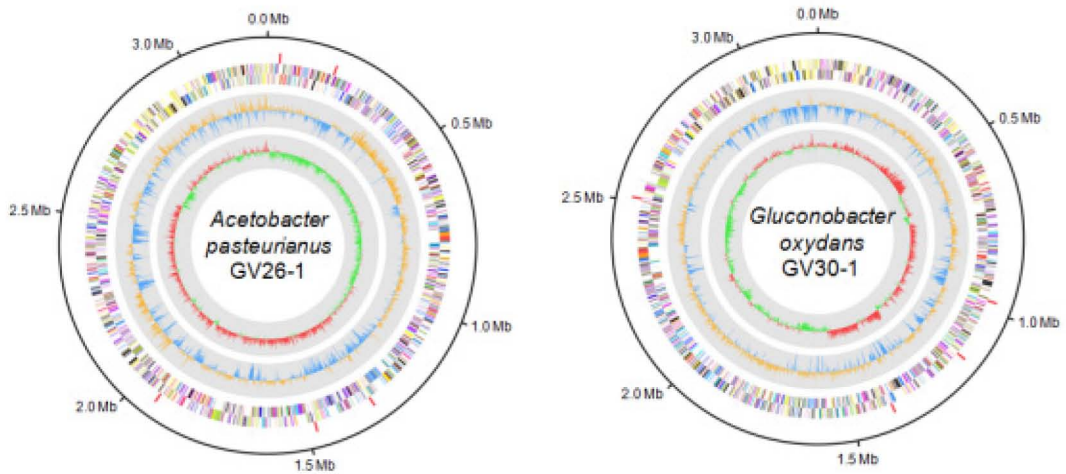 0.0 Mb
3.0 Mb
0.5 Mb
2.5 Mb
Acetobacter
pasteurianus
GV26-1
1.0 Mb
2.0 Mb
1.5 Mb
0.0 Mb
3.0 Mb
0.5 Mb
2.5 Mb
Gluconobacter
oxydans
GV30-1
1.0 Mb
2.0 Mb
1.5 Mb